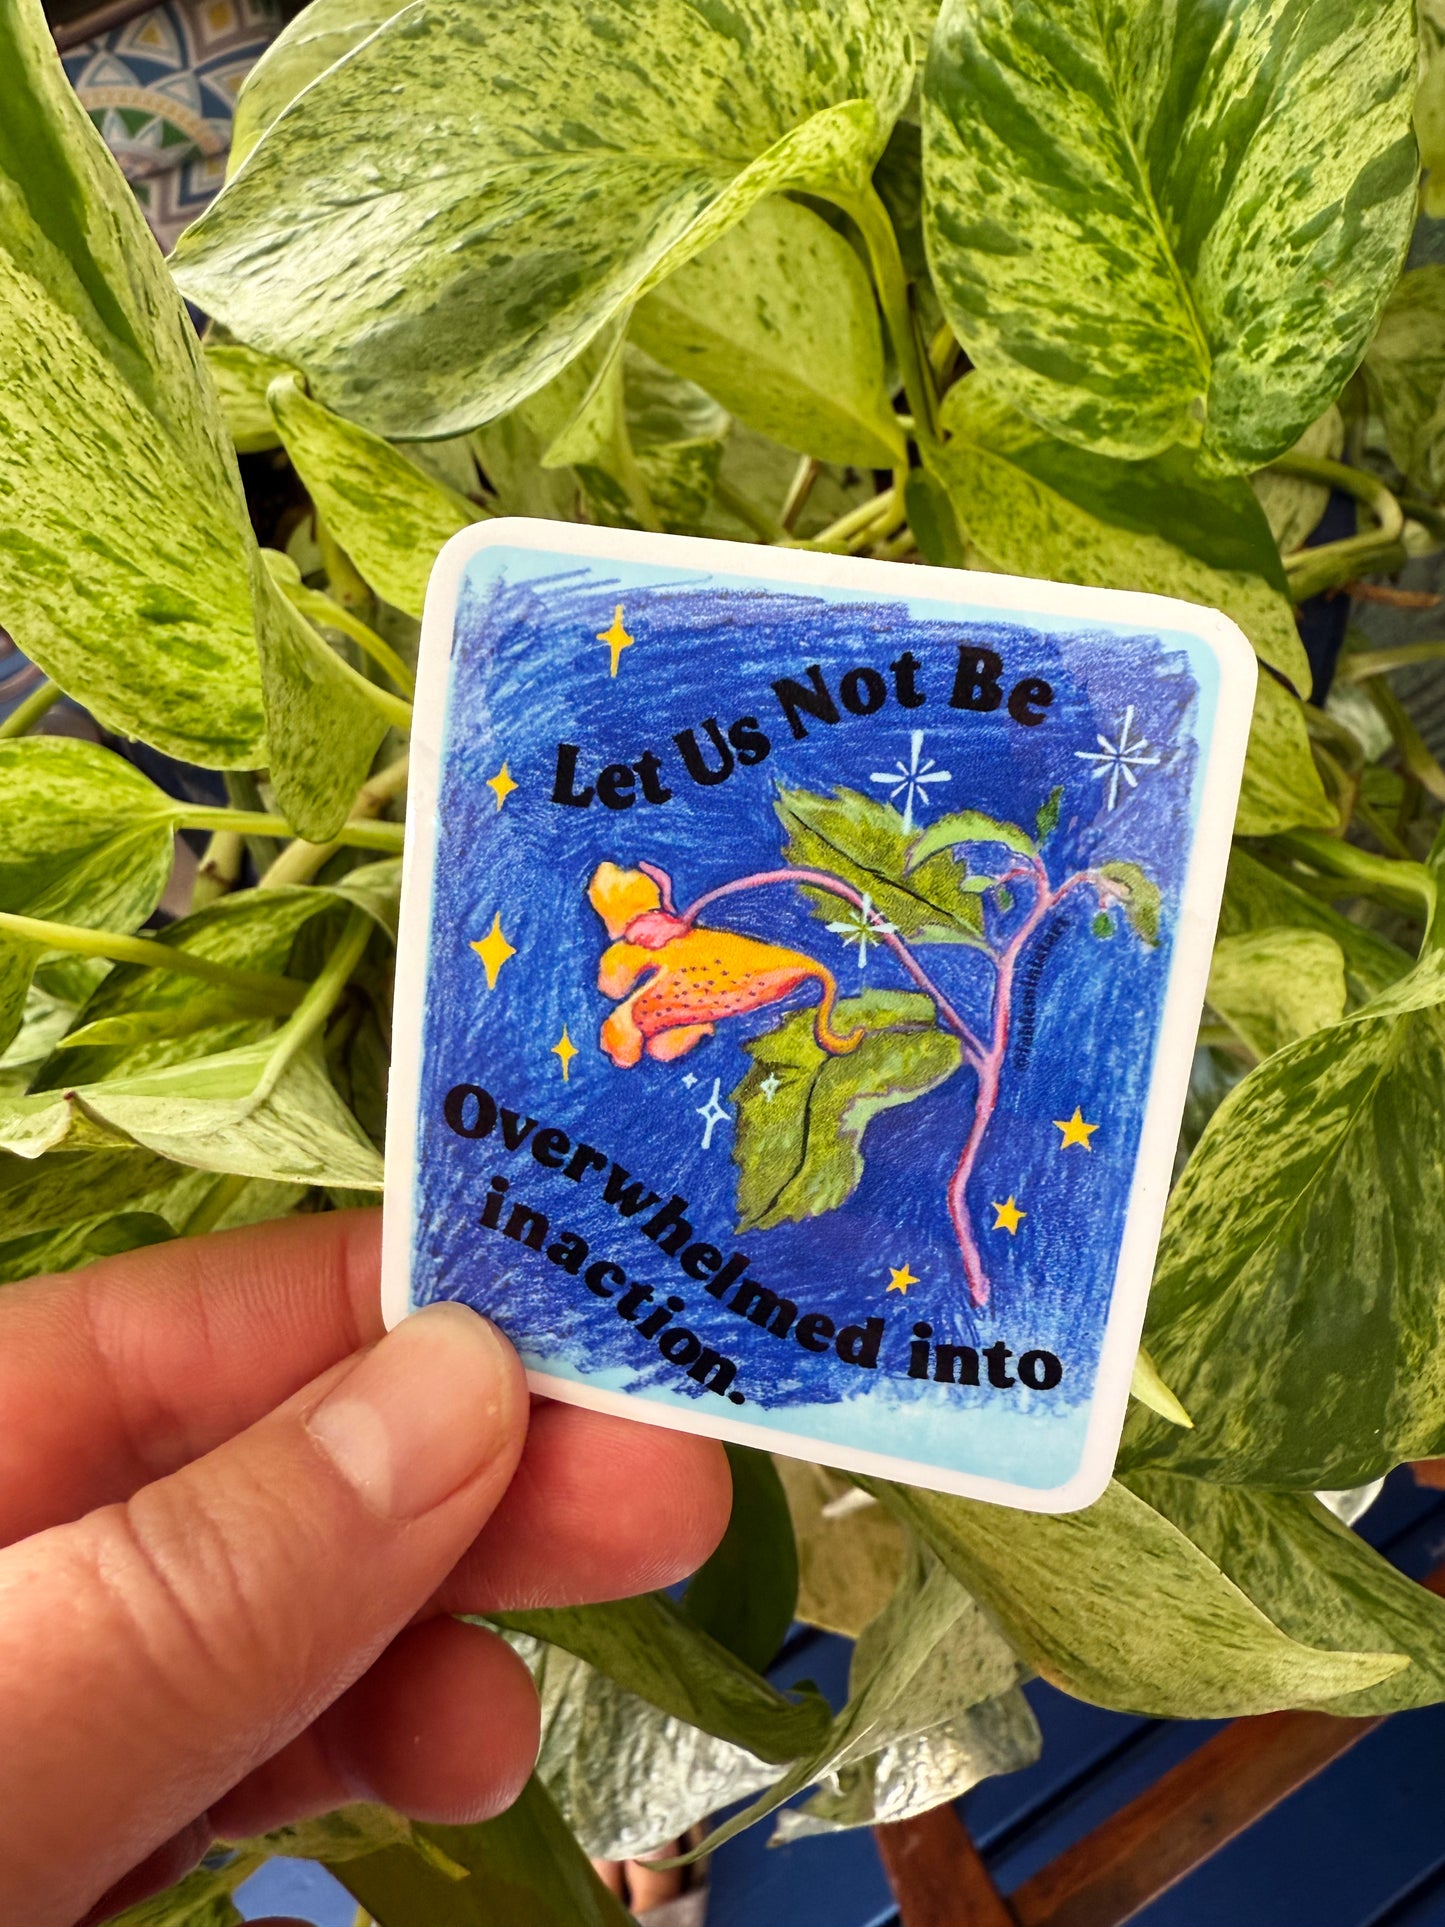 Let Us Not Be
Overwhelmed into
inaction.